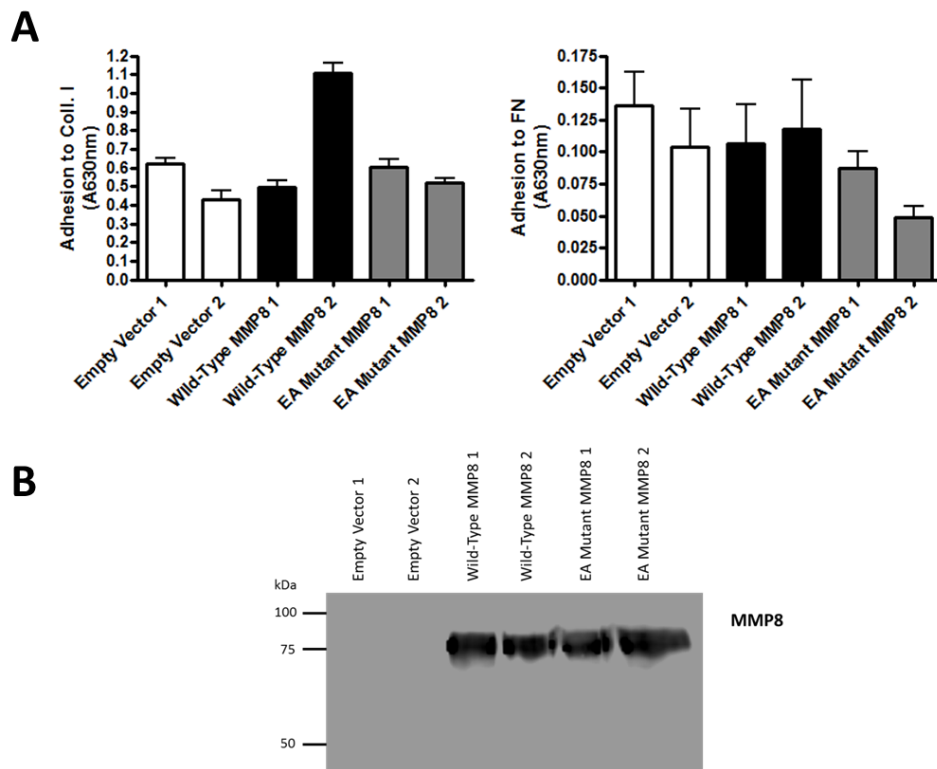 A
Adhesion to Coll. I
(A630nm)
1.2
1.1
1.0
0.9
0.8
0.7
0.6
0.5
0.4
0.3
0.2
0.1
0.0
Empty Vector 1
Empty Vector 2
Wild-Type MMP8 1
Wild-Type MMP8 2
EA Mutant MMP8 1
EA Mutant MMP8 2
Adhesion to FN
(A630nm)
0.175
0.150
0.125
0.100
0.075
0.050
0.025
0.000
Empty Vector 1
Empty Vector 2
Wild-Type MMP8 1
Wild-Type MMP8 2
EA Mutant MMP8 1
EA Mutant MMP8 2
B
Empty Vector 1
Empty Vector 2
Wild-Type MMP8 1
Wild-Type MMP8 2
EA Mutant MMP8 1
EA Mutant MMP8 2
kDa
100
75
50
MMP8